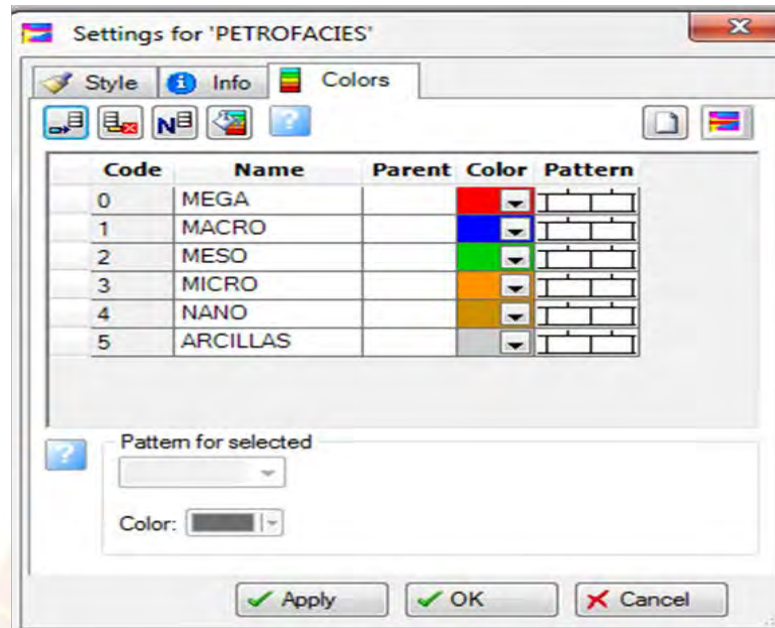 Settings for 'PETROFACIES'
Style Info Colors
N
Code Name Parent Color Pattern
0 MEGA
1 MACRO
2 MESO
3 MICRO
4 NANO
5 ARCILLAS
Pattern for selected
Color:
Apply OK Cancel